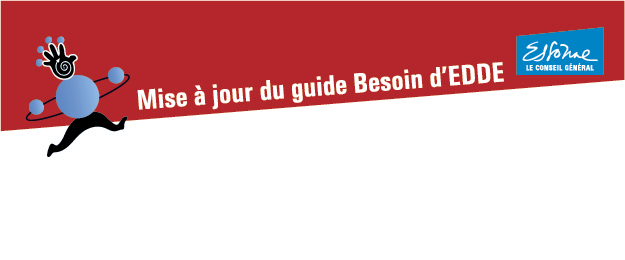 Mise à jour du guide Besoin d'EDDE
Essonne
LE CONSEIL GÉNÉRAL